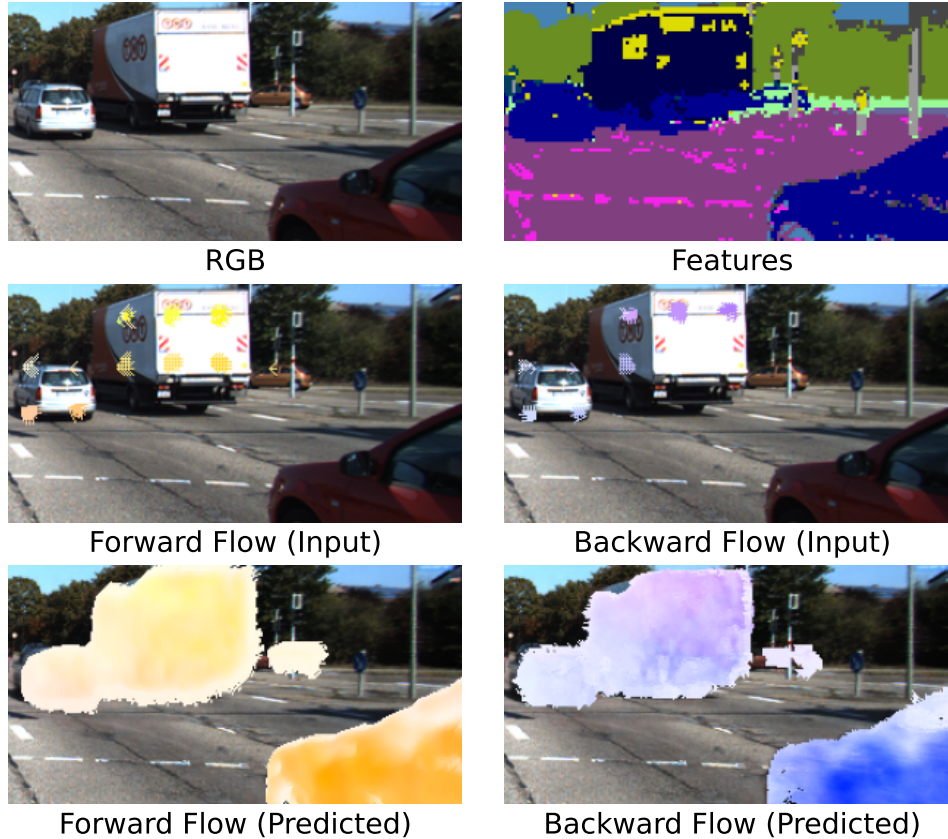 RGB
Features
Forward Flow (Input)
Backward Flow (Input)
Forward Flow (Predicted)
Backward Flow (Predicted)